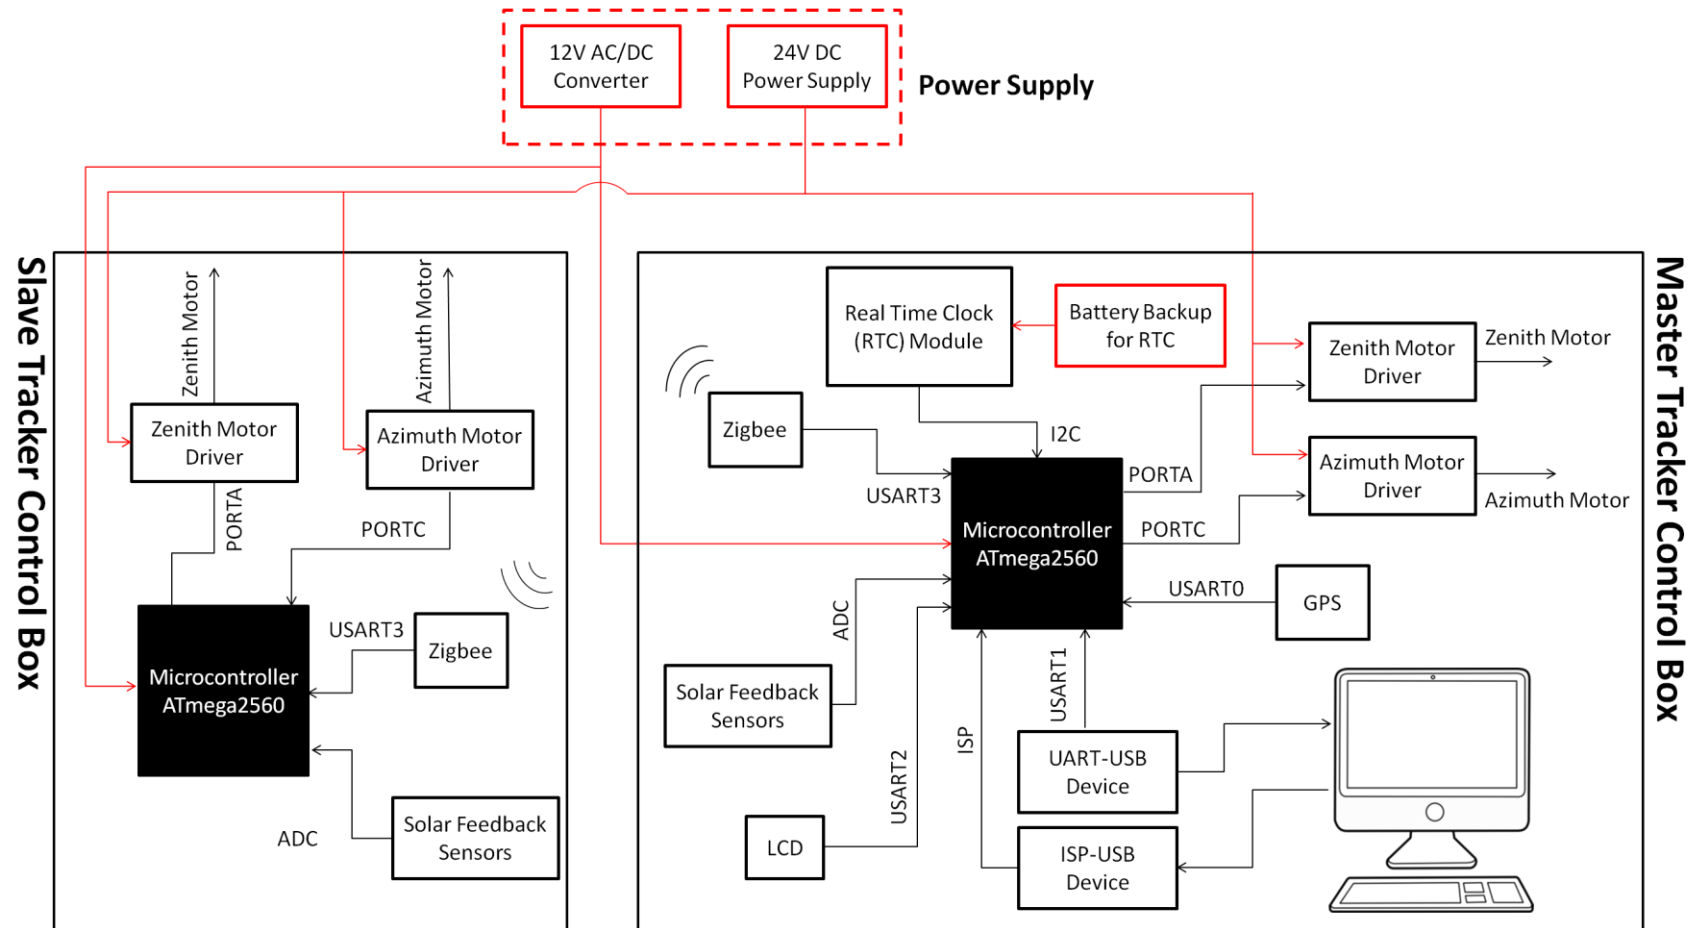 12V AC/DC
Converter
24V DC
Power Supply
Power Supply
Slave Tracker Control Box
Zenith Motor
Azimuth Motor
Zenith Motor
Driver
Azimuth Motor
Driver
PORTA
PORTC
USART3
Zigbee
Microcontroller
ATmega2560
ADC
Solar Feedback
Sensors
Master Tracker Control Box
Real Time Clock
(RTC) Module
Battery Backup
for RTC
Zenith Motor
Driver
Zenith Motor
Zigbee
I2C
USART3
PORTA
Azimuth Motor
Driver
Azimuth Motor
PORTC
Microcontroller
ATmega2560
USART0
GPS
ADC
Solar Feedback
Sensors
USART1
ISP
USART2
UART-USB
Device
LCD
ISP-USB
Device